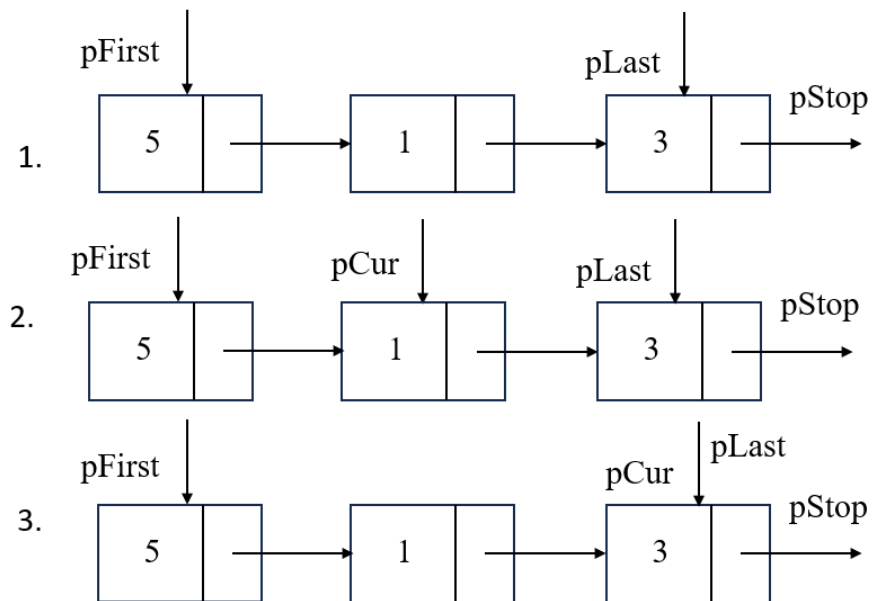 pFirst pLast pStop
1. 5 1 3
pFirst pCur pLast
2. 5 1 3 pStop
pFirst pCur pLast
3. 5 1 3 pStop